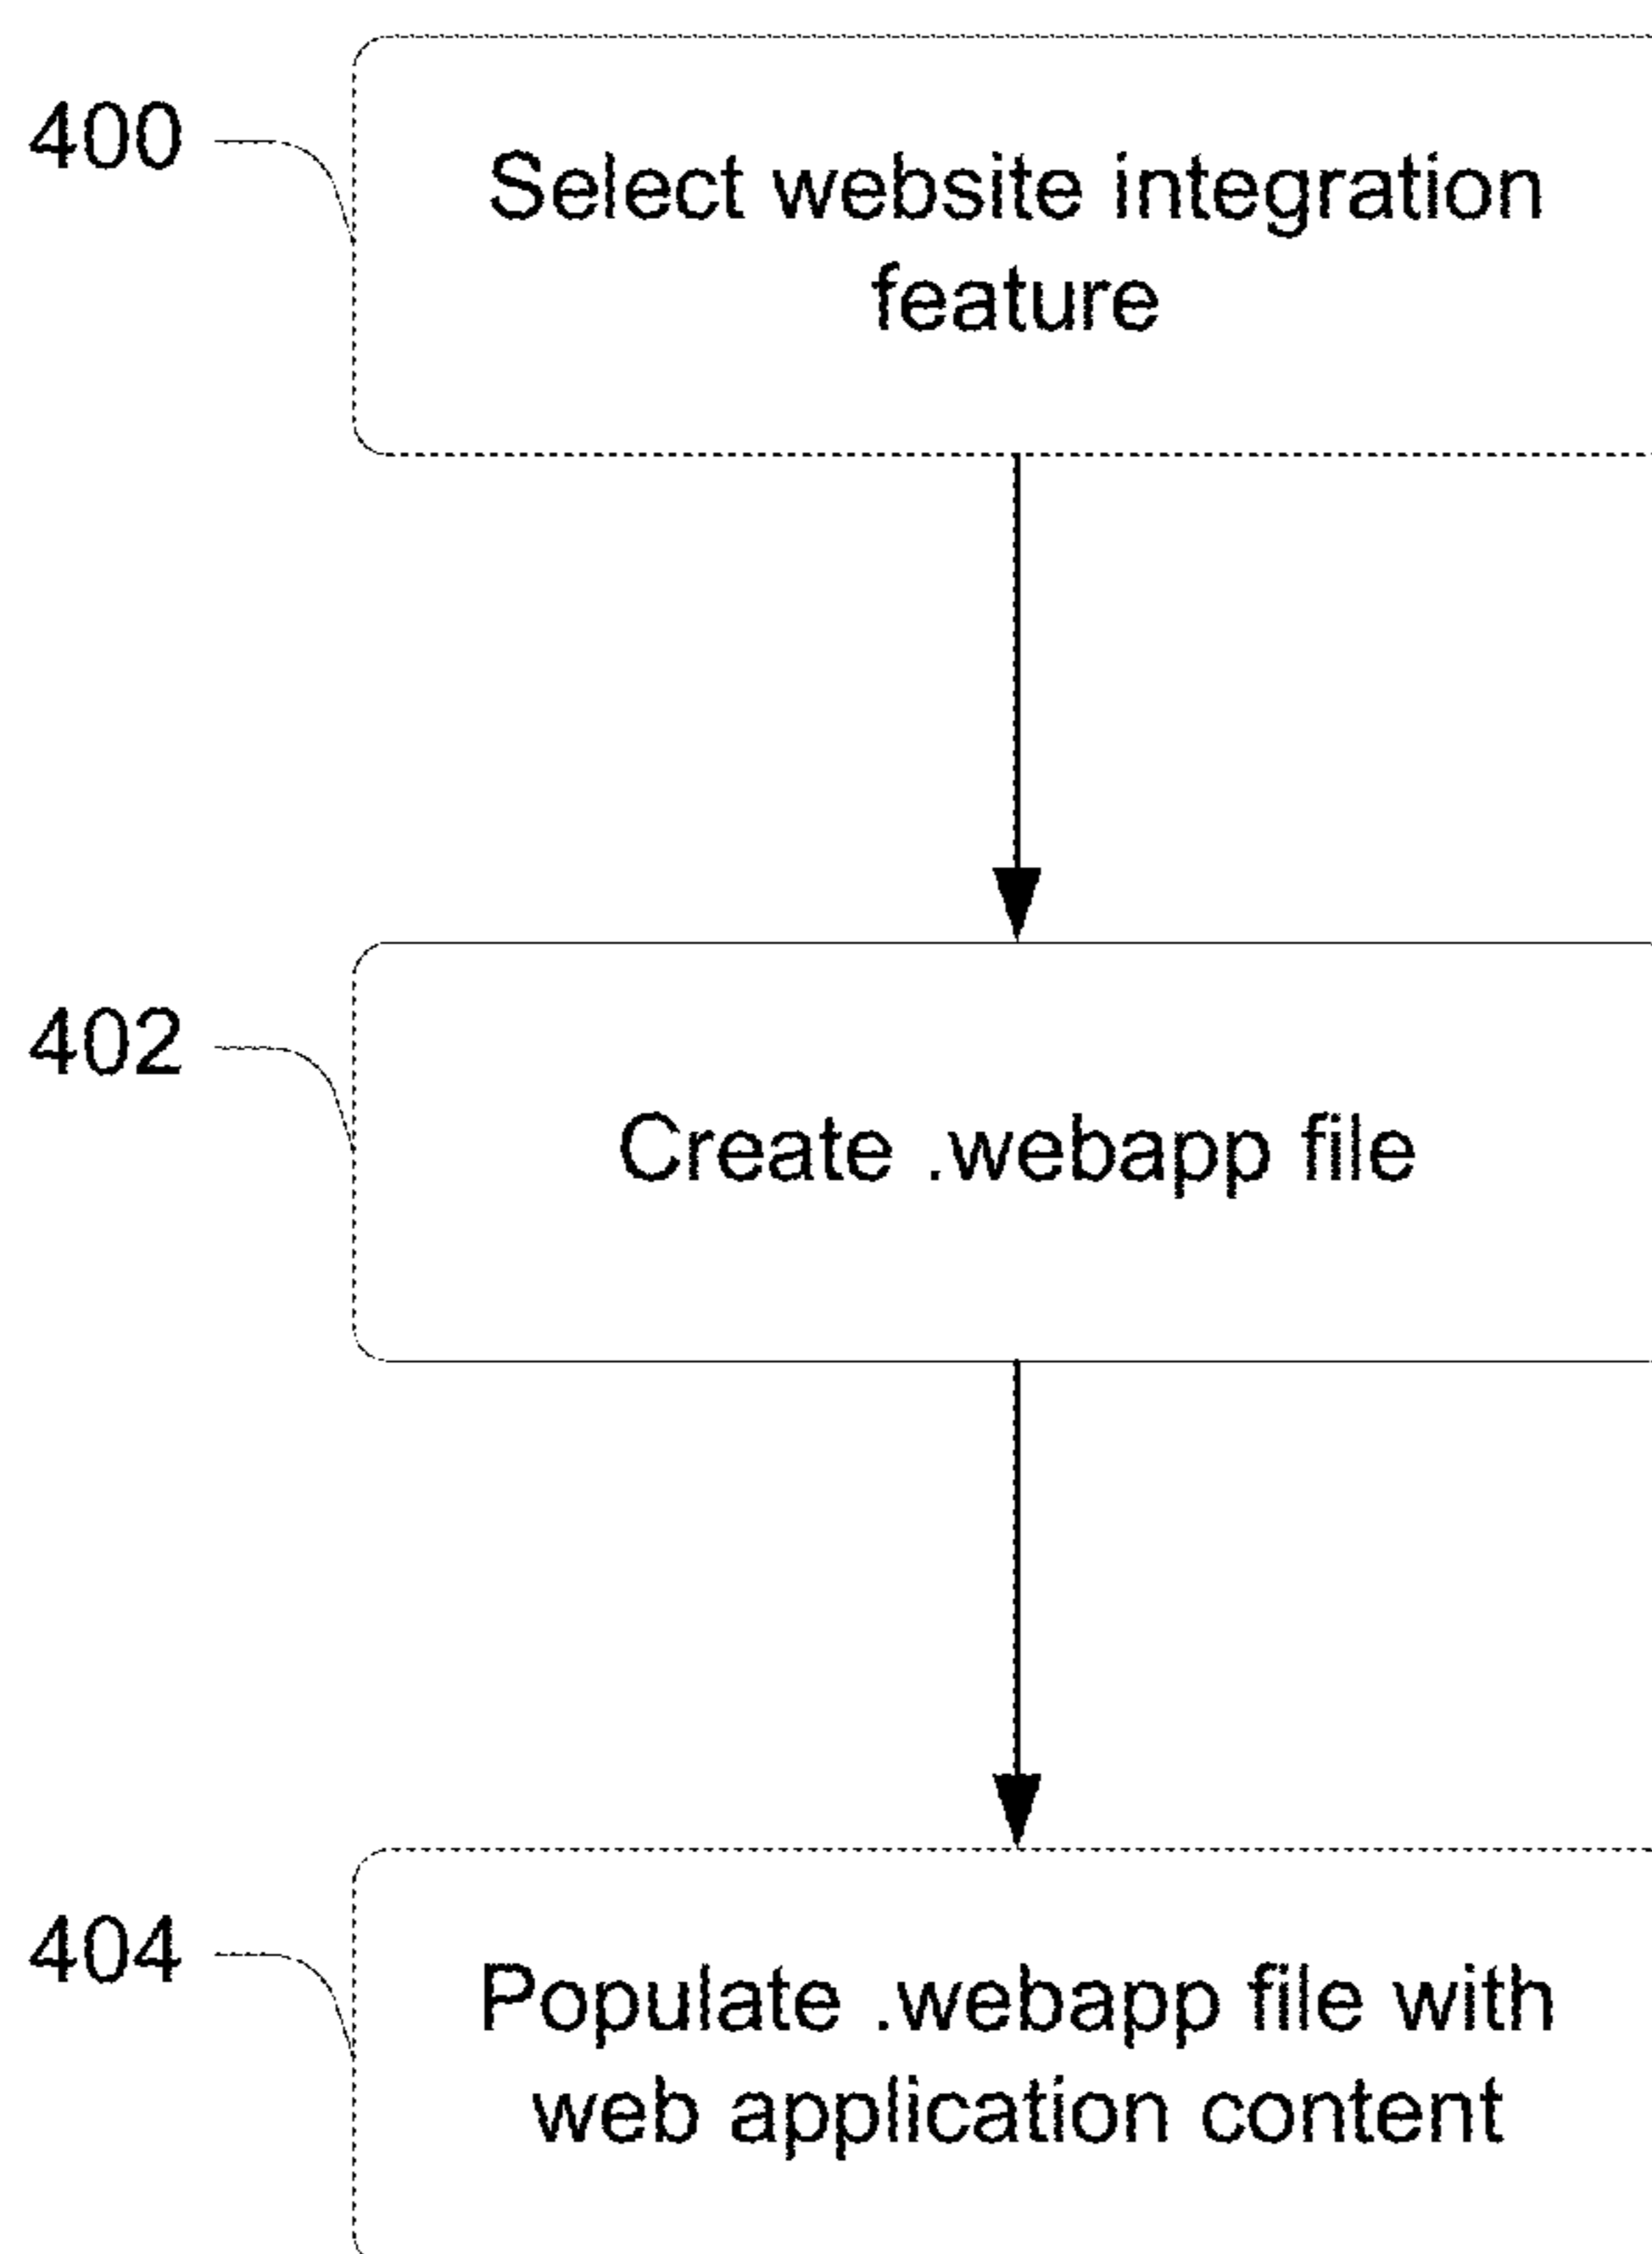 400
Select website integration
feature
402
Create .webapp file
404
Populate .webapp file with
web application content